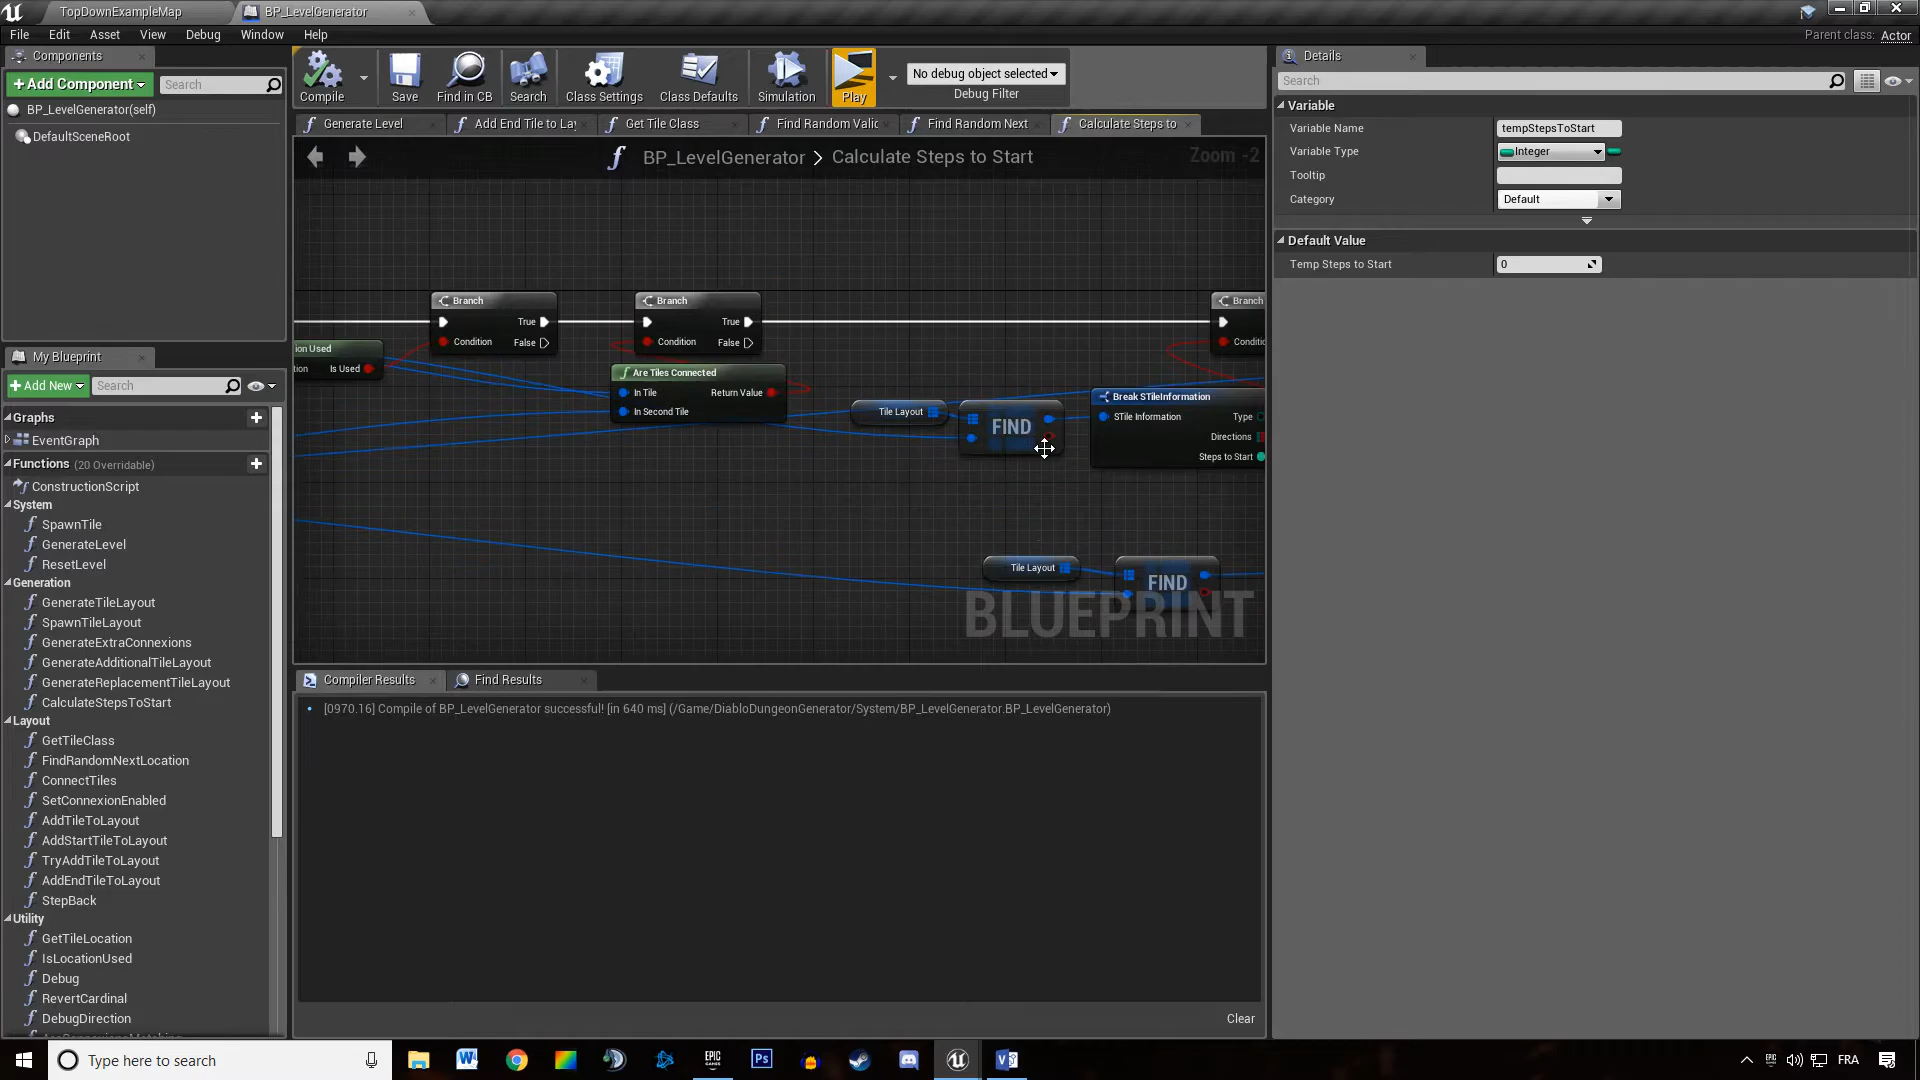 TopDownExampleMap
BP_LevelGenerator
File Edit Asset View Debug Window Help
Parent class: Actor
Components
+Add Component
Search
BP_LevelGenerator(self)
DefaultSceneRoot
Compile
Save
Find in CB
Search
Class Settings
Class Defaults
Simulation
Play
No debug object selected
Debug Filter
Generate Level
Add End Tile to La
Get Tile Class
Find Random Valid
Find Random Next
Calculate Steps to
BP_LevelGenerator > Calculate Steps to Start
Zoom -2
Branch
True
Condition
False
Branch
True
Condition
False
Branch
Conditio
ion Used
tion
Is Used
Are Tiles Connected
In Tile
Return Value
In Second Tile
Tile Layout
FIND
Break STileInformation
STile Information
Type
Directions
Steps to Start
Tile Layout
FIND
BLUEPRINT
My Blueprint
+Add New
Search
Graphs
EventGraph
Functions (20 Overridable)
ConstructionScript
System
SpawnTile
GenerateLevel
ResetLevel
Generation
GenerateTileLayout
SpawnTileLayout
GenerateExtraConnexions
GenerateAdditionalTileLayout
GenerateReplacementTileLayout
CalculateStepsToStart
Layout
GetTileClass
FindRandomNextLocation
ConnectTiles
SetConnexionEnabled
AddTileToLayout
AddStartTileToLayout
TryAddTileToLayout
AddEndTileToLayout
StepBack
Utility
GetTileLocation
IsLocationUsed
Debug
RevertCardinal
DebugDirection
Compiler Results
Find Results
[0970.16] Compile of BP_LevelGenerator successful! [in 640 ms] (/Game/DiabloDungeonGenerator/System/BP_LevelGenerator.BP_LevelGenerator)
Clear
Details
Search
Variable
Variable Name
tempStepsToStart
Variable Type
Integer
Tooltip
Category
Default
Default Value
Temp Steps to Start
0
Type here to search
EPIC
GAMES
Ps
FRA